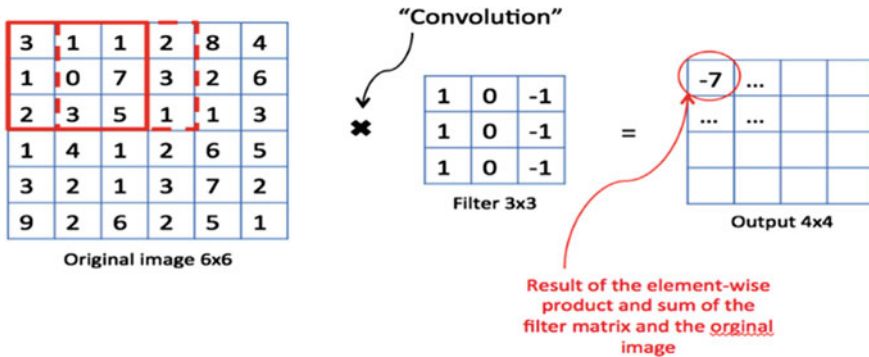 “Convolution”
3 1 1 2 8 4
1 0 7 3 2 6
2 3 5 1 1 3
1 4 1 2 6 5
3 2 1 3 7 2
9 2 6 2 5 1
Original image 6x6
✖
1 0 -1
1 0 -1
1 0 -1
Filter 3x3
=
-7 ...
... ...
Output 4x4
Result of the element-wise
product and sum of the
filter matrix and the orginal
image